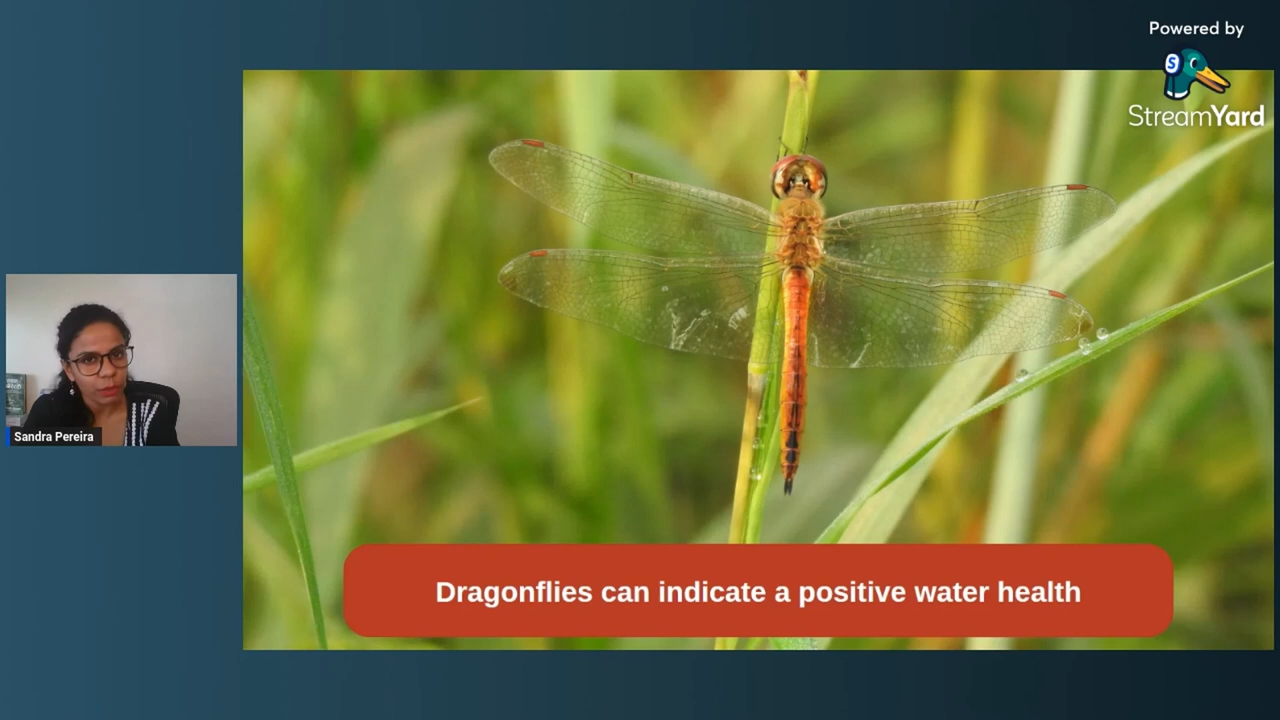 Powered by
S
StreamYard
Sandra Pereira
Dragonflies can indicate a positive water health